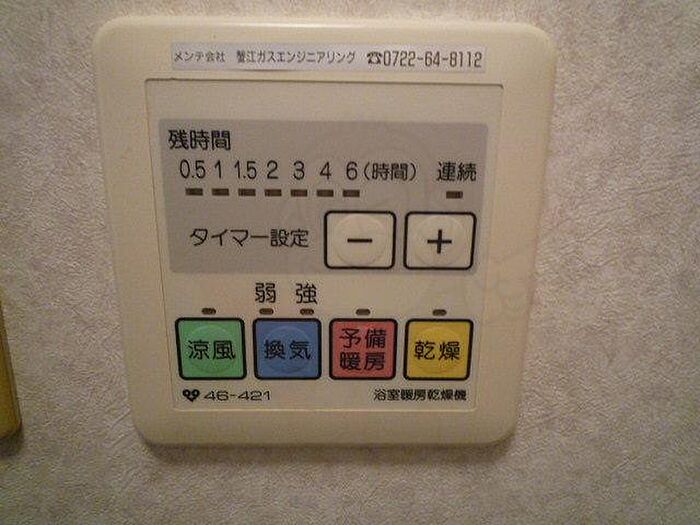 メンテ会社 蟹江ガスエンジニアリング ☎0722-64-8112
残時間
0.5 1 1.5 2 3 4 6 (時間) 連続
タイマー設定 − +
弱 強
涼風 換気 予備暖房 乾燥
46-421 浴室暖房乾燥機